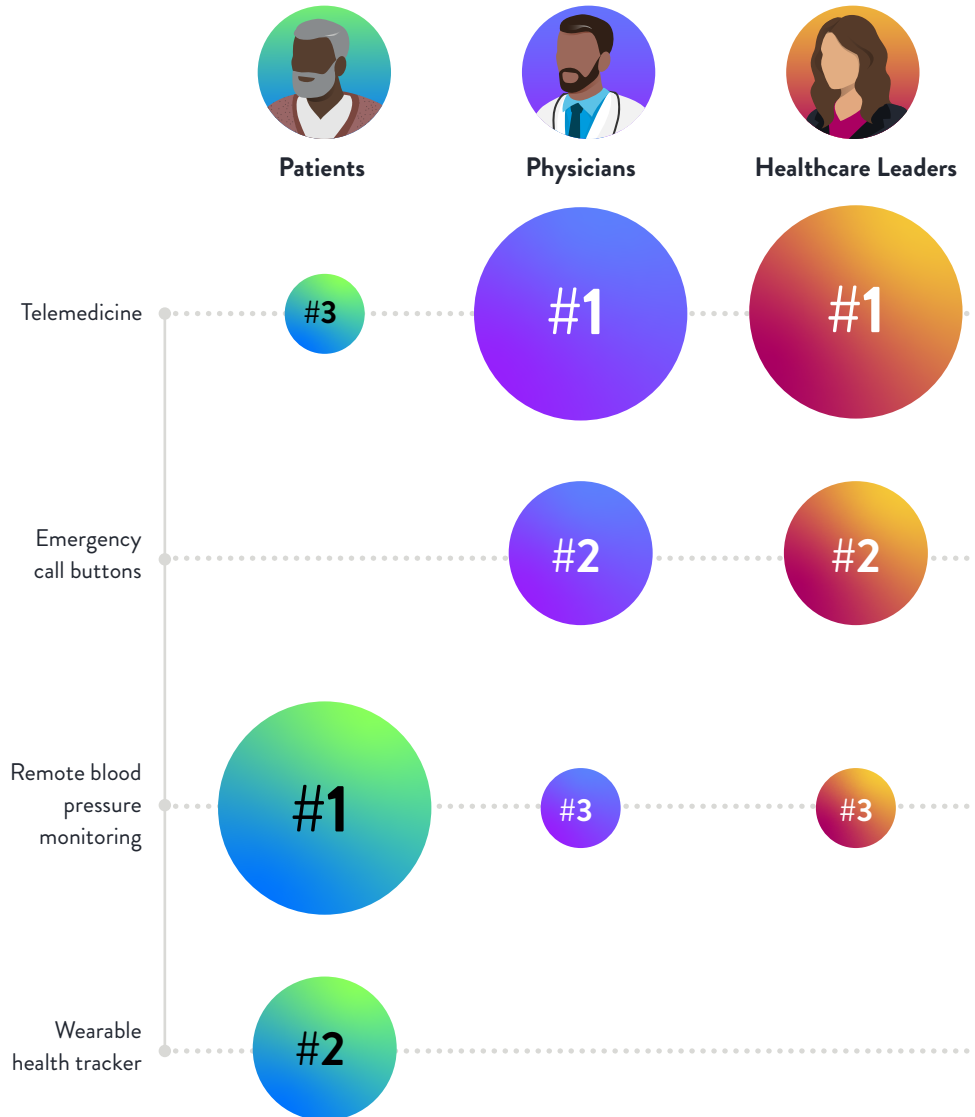 Patients
Physicians
Healthcare Leaders
Telemedicine
#3
#1
#1
Emergency
call buttons
#2
#2
Remote blood
pressure
monitoring
#1
#3
#3
Wearable
health tracker
#2